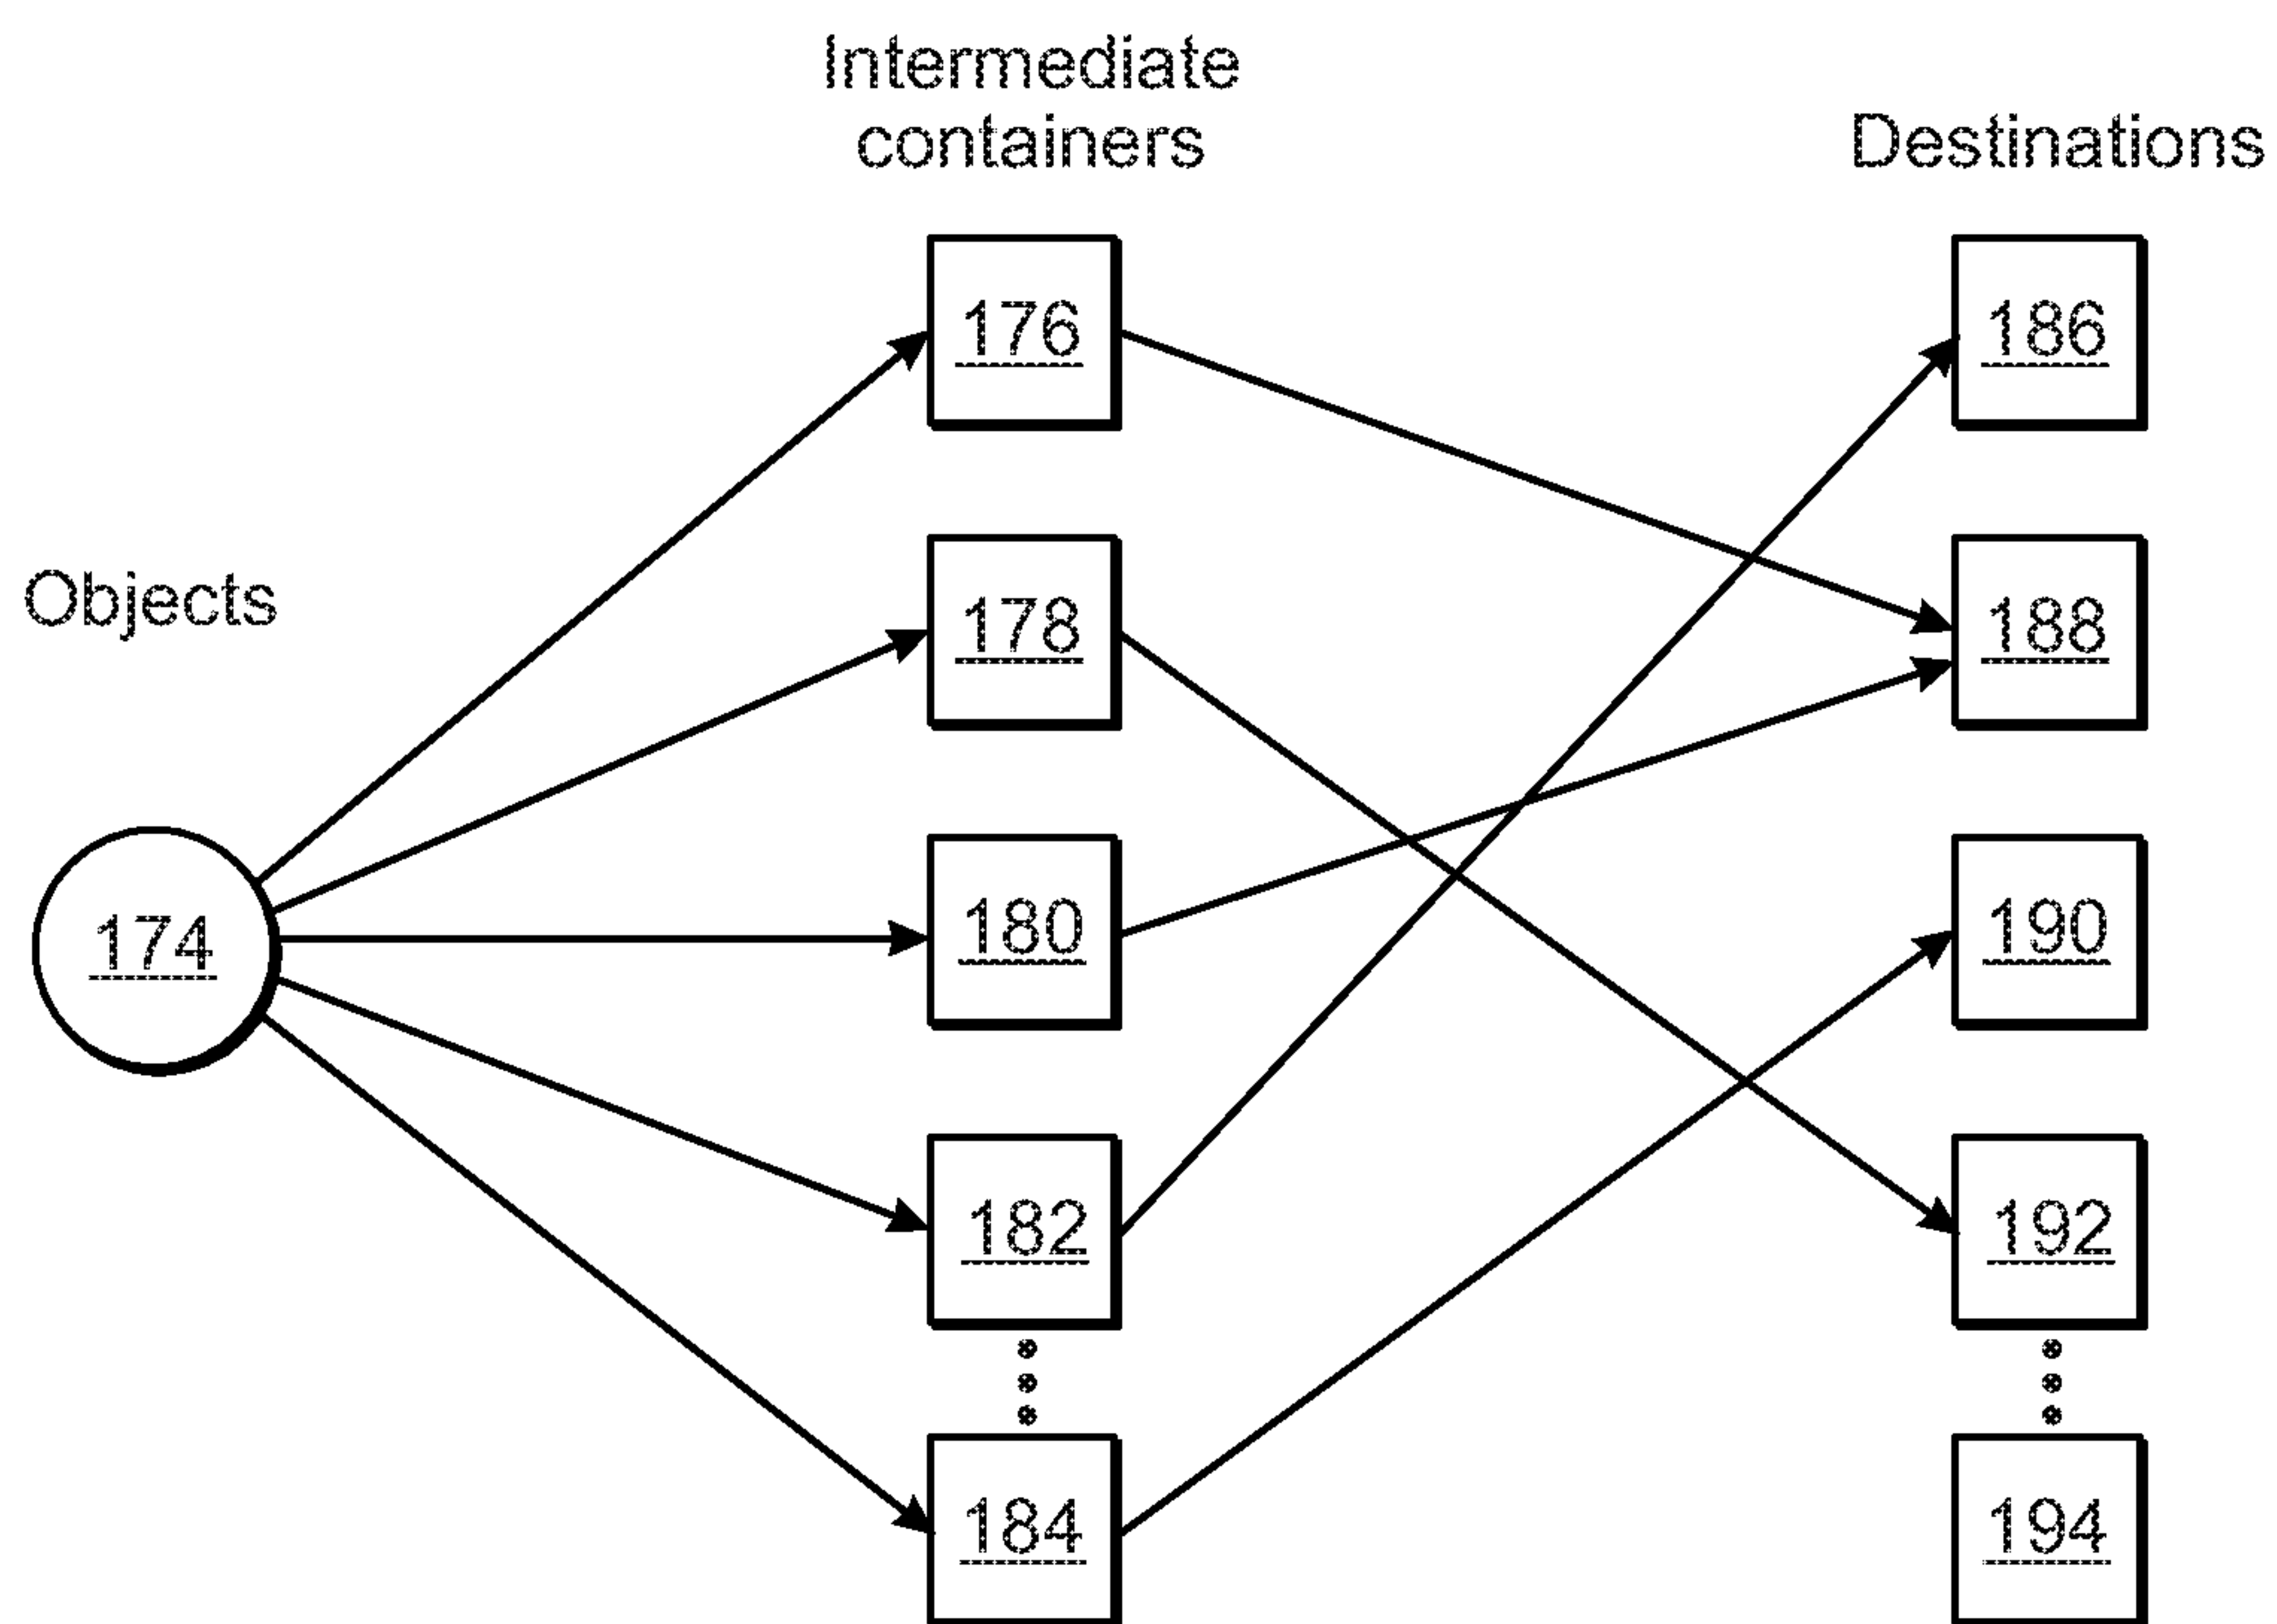 Intermediate
containers
Destinations
Objects
174
176
178
180
182
184
186
188
190
192
194